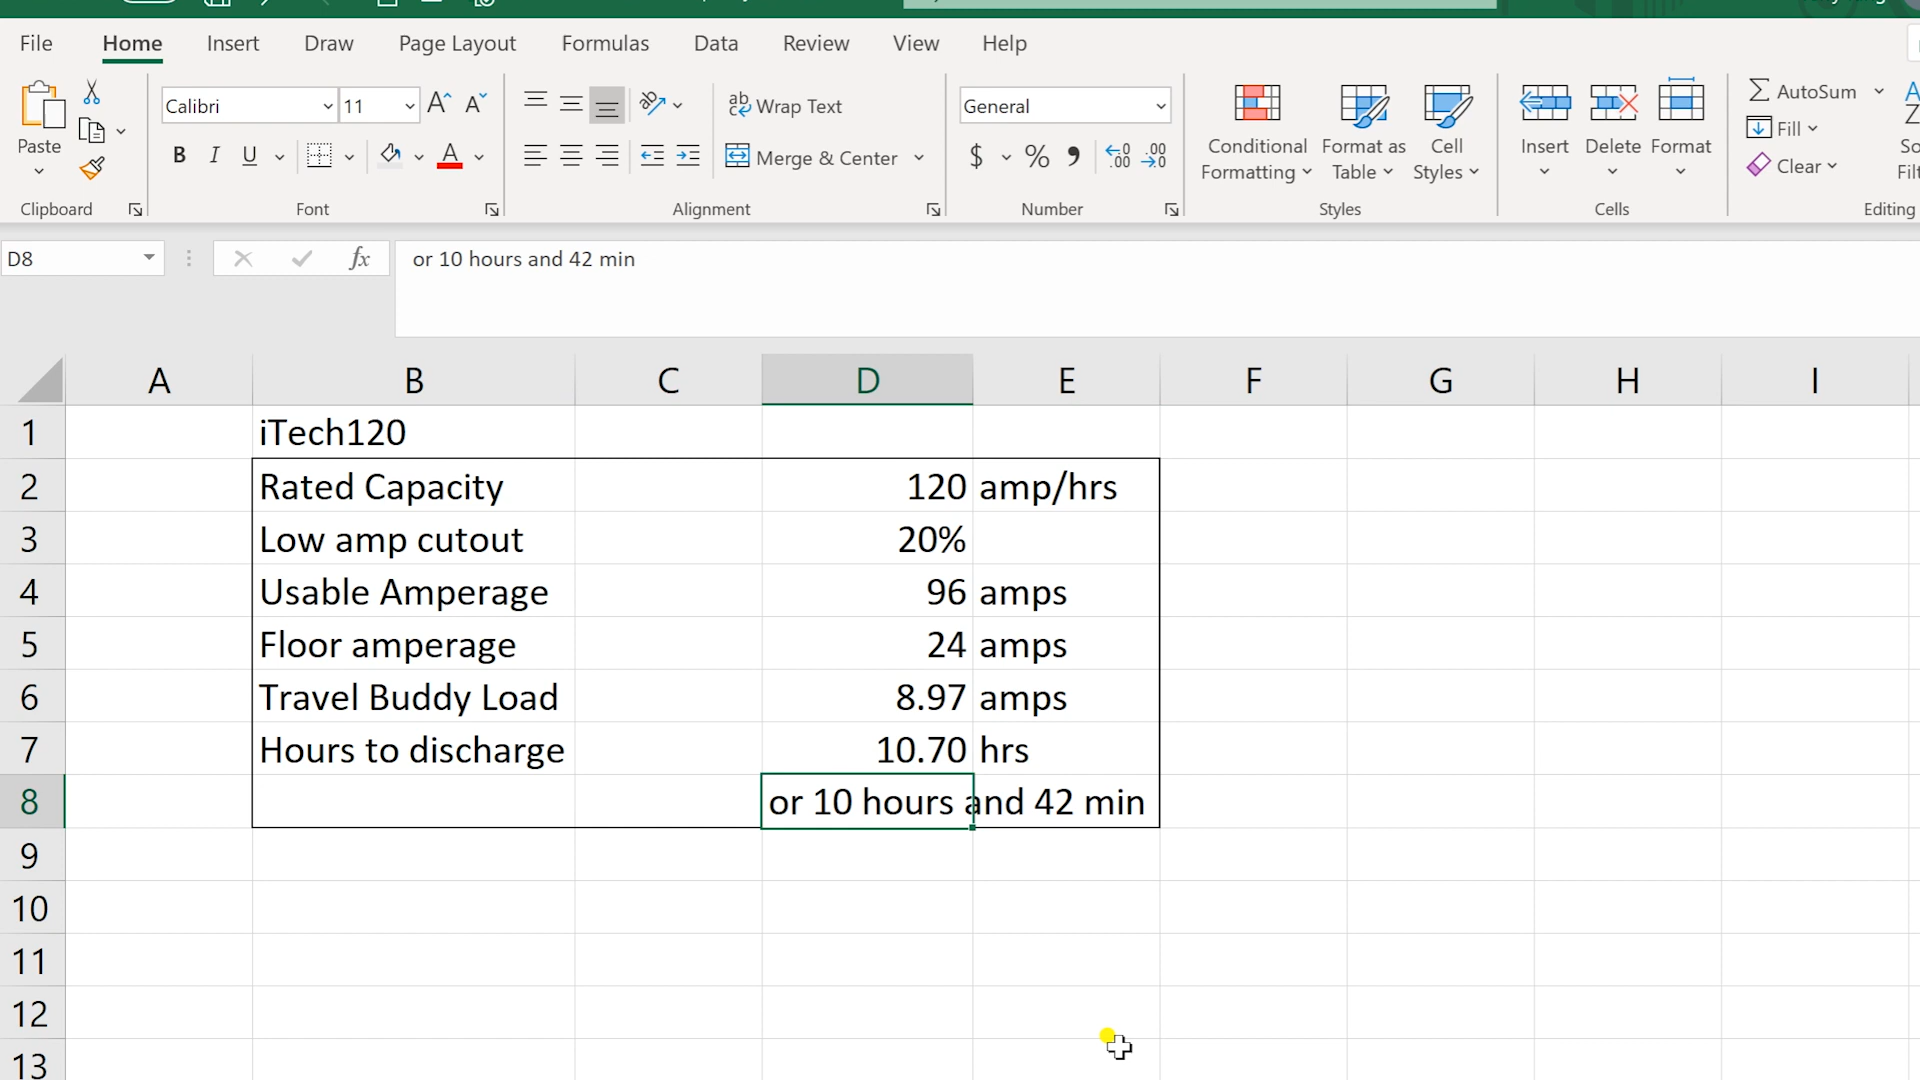 File Home Insert Draw Page Layout Formulas Data Review View Help
Paste
Clipboard
Calibri 11
B I U A
Font
ab Wrap Text
Merge & Center
Alignment
General
$ % 9 .00 .00
Number
Conditional Formatting
Format as Table
Cell Styles
Styles
Insert Delete Format
Cells
AutoSum
Fill
Clear
Editing
D8 fx or 10 hours and 42 min
A B C D E F G H I
1 iTech120
2 Rated Capacity 120 amp/hrs
3 Low amp cutout 20%
4 Usable Amperage 96 amps
5 Floor amperage 24 amps
6 Travel Buddy Load 8.97 amps
7 Hours to discharge 10.70 hrs
8 or 10 hours and 42 min
9
10
11
12
13